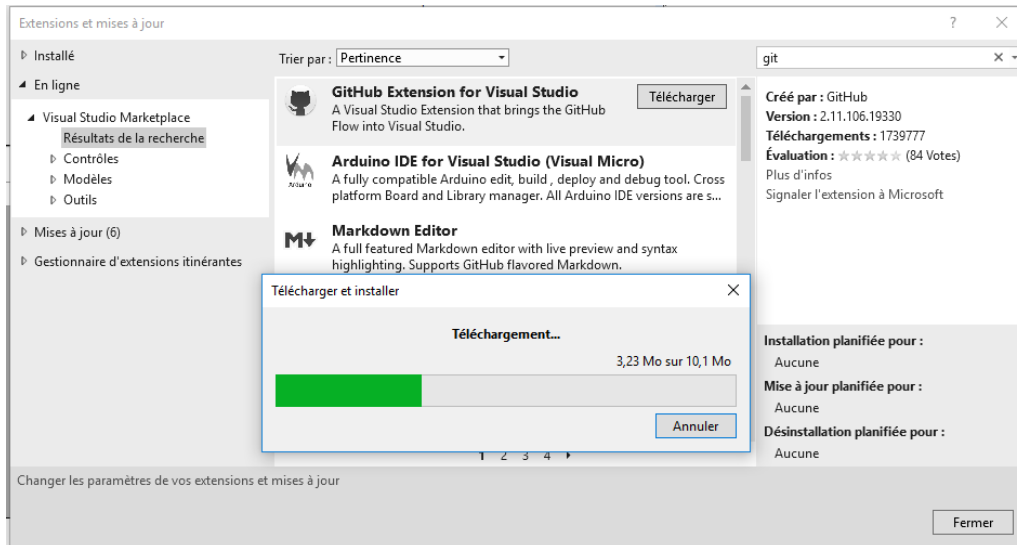 Extensions et mises à jour
?
Installé
En ligne
Visual Studio Marketplace
Résultats de la recherche
Contrôles
Modèles
Outils
Mises à jour (6)
Gestionnaire d'extensions itinérantes
Trier par : Pertinence
GitHub Extension for Visual Studio
Télécharger
A Visual Studio Extension that brings the GitHub
Flow into Visual Studio.
Arduino
Arduino IDE for Visual Studio (Visual Micro)
A fully compatible Arduino edit, build , deploy and debug tool. Cross
platform Board and Library manager. All Arduino IDE versions are s...
M
Markdown Editor
A full featured Markdown editor with live preview and syntax
highlighting. Supports GitHub flavored Markdown.
git
Créé par : GitHub
Version : 2.11.106.19330
Téléchargements : 1739777
Évaluation : (84 Votes)
Plus d'infos
Signaler l'extension à Microsoft
Télécharger et installer
Téléchargement...
3,23 Mo sur 10,1 Mo
Annuler
1 2 3 4
Installation planifiée pour :
Aucune
Mise à jour planifiée pour :
Aucune
Désinstallation planifiée pour :
Aucune
Changer les paramètres de vos extensions et mises à jour
Fermer